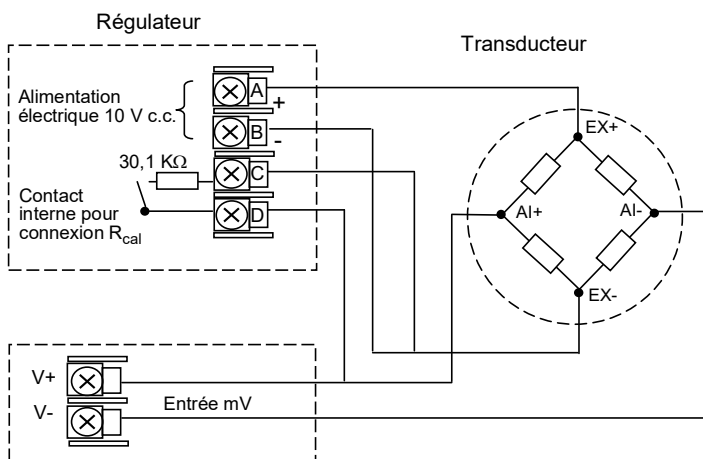 Régulateur
Transducteur
Alimentation
électrique 10 V c.c.
A
+
B
-
30,1 KΩ
C
Contact
interne pour
connexion Rcal
D
EX+
AI+
AI-
EX-
V+
V-
Entrée mV